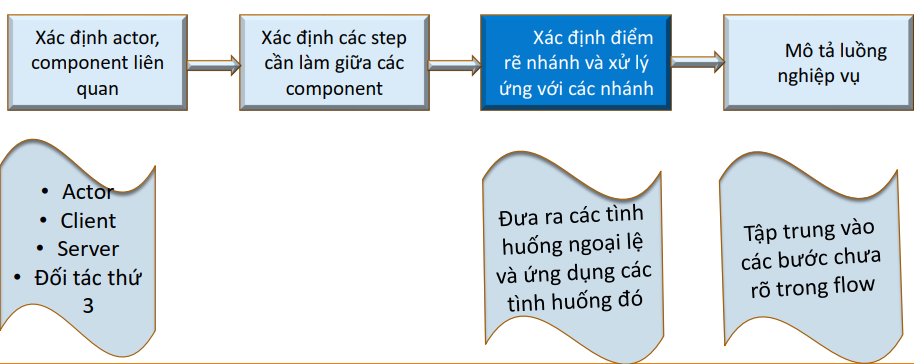 Xác định actor,
component liên
quan
Xác định các step
cần làm giữa các
component
Xác định điểm
rẽ nhánh và xử lý
ứng với các nhánh
Mô tả luồng
nghiệp vụ
• Actor
• Client
• Server
• Đối tác thứ
3
Đưa ra các tình
huống ngoại lệ
và ứng dụng các
tình huống đó
Tập trung vào
các bước chưa
rõ trong flow